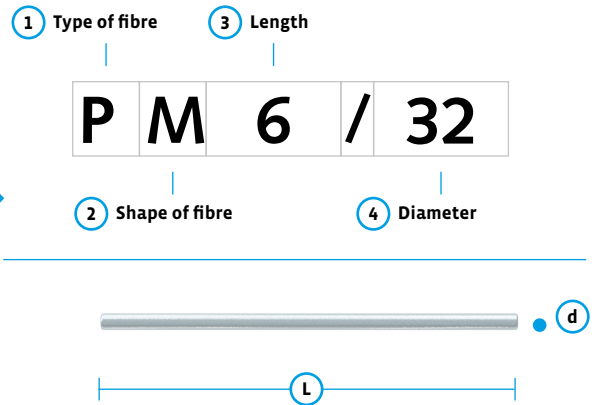 1 Type of fibre 3 Length
P M 6 / 32
2 Shape of fibre 4 Diameter
d
L